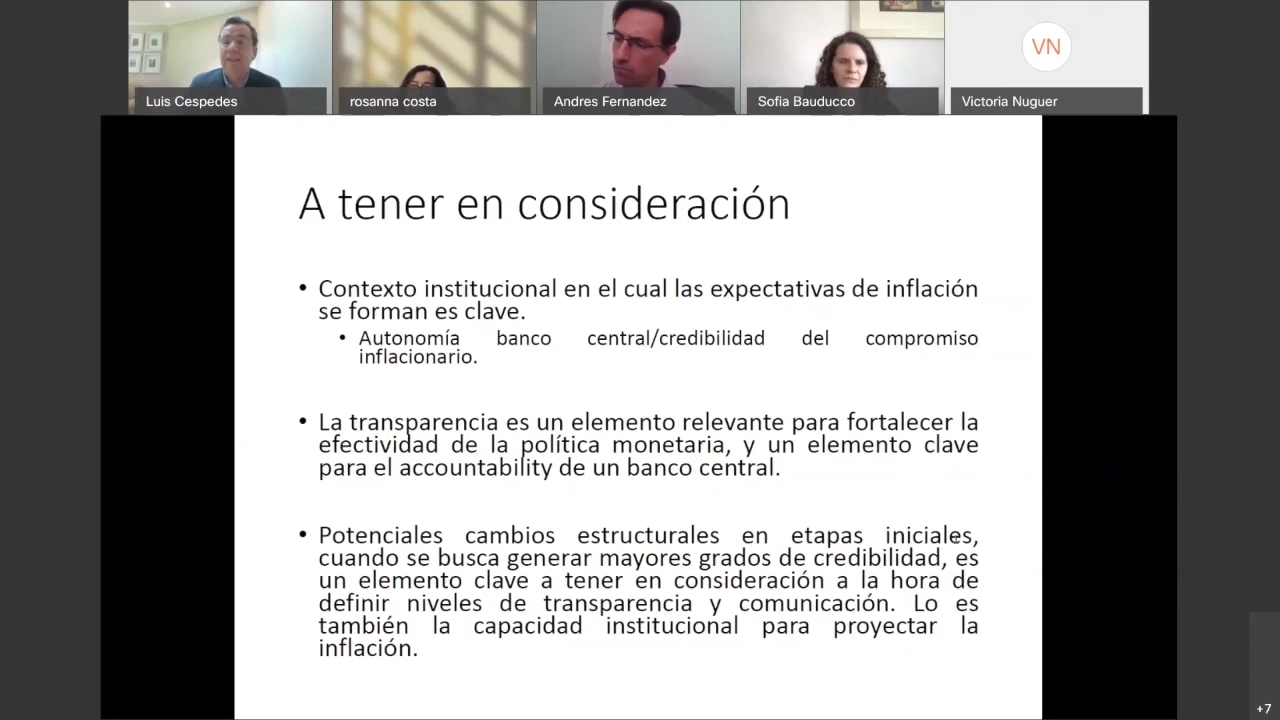 VN
Luis Cespedes
rosanna costa
Andres Fernandez
Sofia Bauducco
Victoria Nuguer
A tener en consideración
• Contexto institucional en el cual las expectativas de inflación
se forman es clave.
• Autonomía banco central/credibilidad del compromiso
inflacionario.
• La transparencia es un elemento relevante para fortalecer la
efectividad de la política monetaria, y un elemento clave
para el accountability de un banco central.
• Potenciales cambios estructurales en etapas iniciales,
cuando se busca generar mayores grados de credibilidad, es
un elemento clave a tener en consideración a la hora de
definir niveles de transparencia y comunicación. Lo es
también la capacidad institucional para proyectar la
inflación.
+7